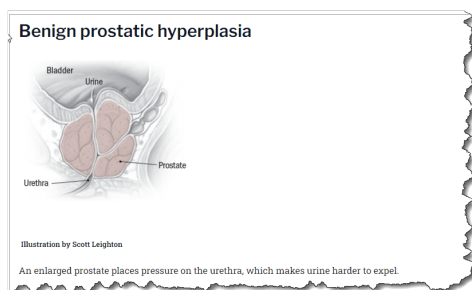 Benign prostatic hyperplasia
Bladder
Urine
Prostate
Urethra
Illustration by Scott Leighton
An enlarged prostate places pressure on the urethra, which makes urine harder to expel.